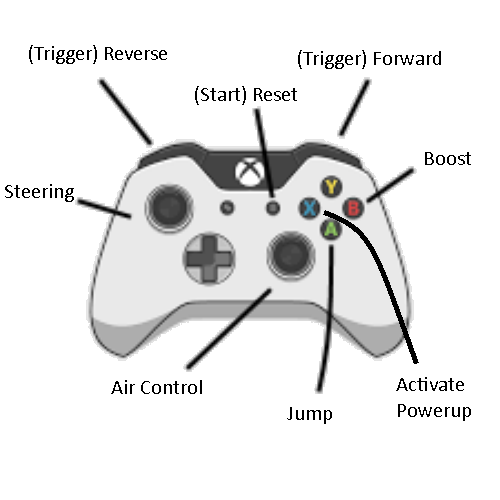 (Trigger) Reverse
(Trigger) Forward
(Start) Reset
Boost
Steering
Y
X
B
A
Air Control
Activate
Powerup
Jump